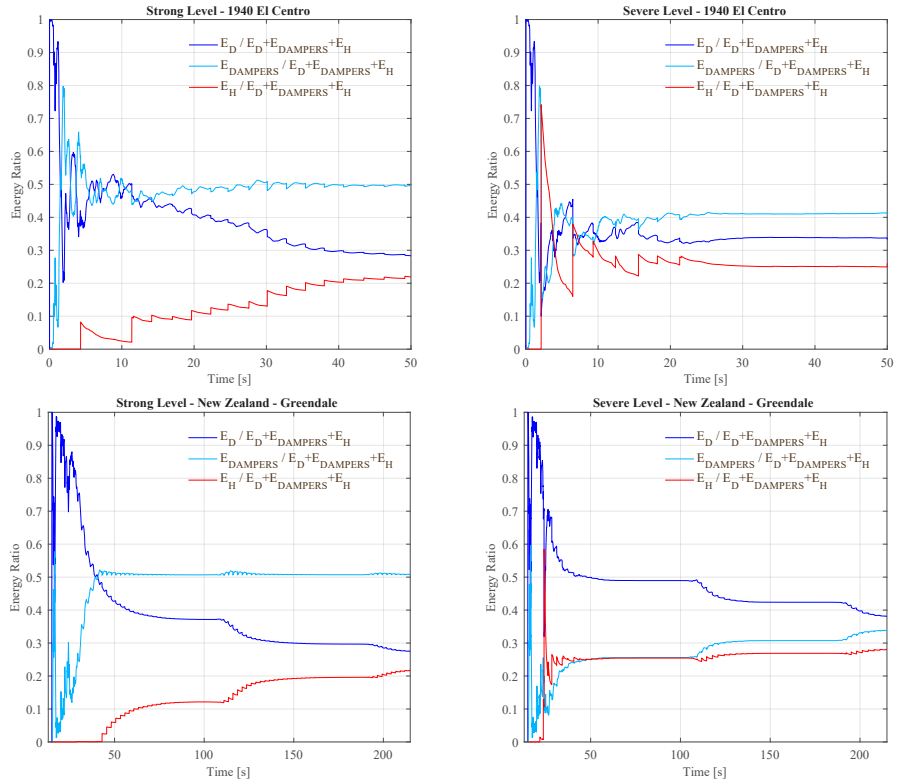 Strong Level - 1940 El Centro
1
0.9
0.8
0.7
0.6
0.5
0.4
0.3
0.2
0.1
0
Energy Ratio
E_D / E_D+E_DAMPERS+E_H
E_DAMPERS / E_D+E_DAMPERS+E_H
E_H / E_D+E_DAMPERS+E_H
0 10 20 30 40 50
Time [s]
Severe Level - 1940 El Centro
1
0.9
0.8
0.7
0.6
0.5
0.4
0.3
0.2
0.1
0
Energy Ratio
E_D / E_D+E_DAMPERS+E_H
E_DAMPERS / E_D+E_DAMPERS+E_H
E_H / E_D+E_DAMPERS+E_H
0 10 20 30 40 50
Time [s]
Strong Level - New Zealand - Greendale
1
0.9
0.8
0.7
0.6
0.5
0.4
0.3
0.2
0.1
0
Energy Ratio
E_D / E_D+E_DAMPERS+E_H
E_DAMPERS / E_D+E_DAMPERS+E_H
E_H / E_D+E_DAMPERS+E_H
50 100 150 200
Time [s]
Severe Level - New Zealand - Greendale
1
0.9
0.8
0.7
0.6
0.5
0.4
0.3
0.2
0.1
0
Energy Ratio
E_D / E_D+E_DAMPERS+E_H
E_DAMPERS / E_D+E_DAMPERS+E_H
E_H / E_D+E_DAMPERS+E_H
50 100 150 200
Time [s]